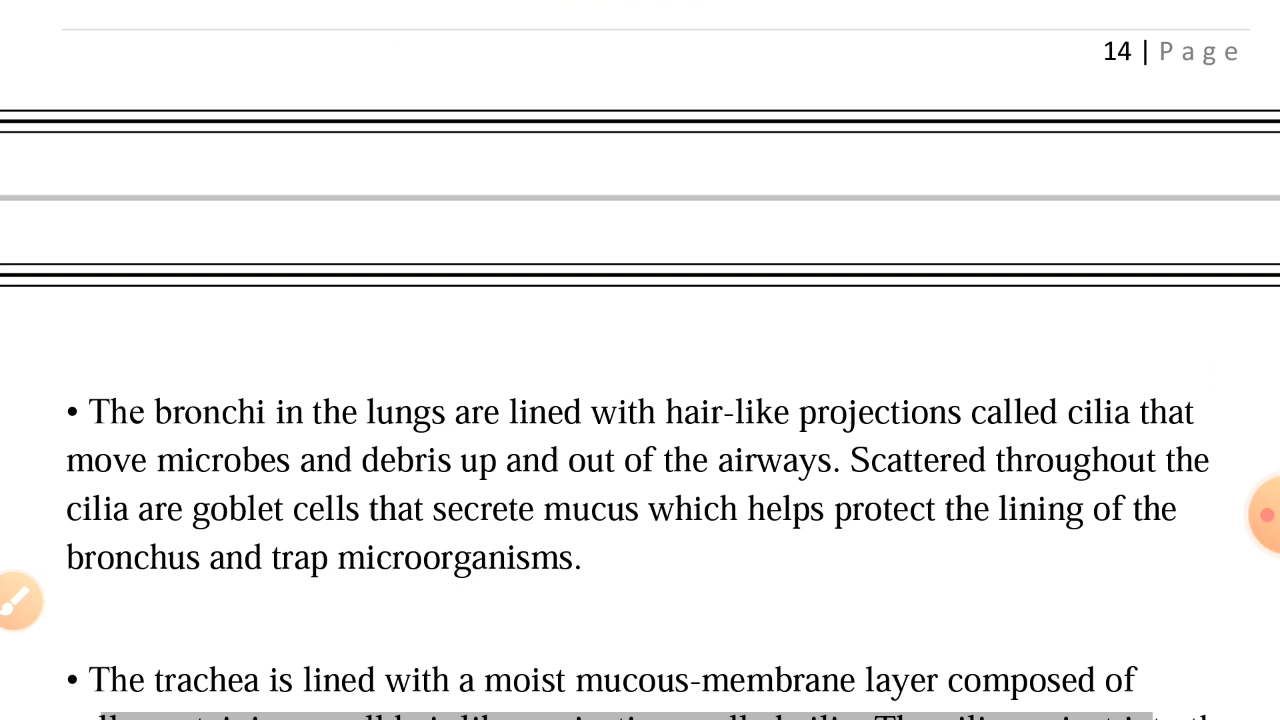 14 | P a g e
• The bronchi in the lungs are lined with hair-like projections called cilia that
move microbes and debris up and out of the airways. Scattered throughout the
cilia are goblet cells that secrete mucus which helps protect the lining of the
bronchus and trap microorganisms.
• The trachea is lined with a moist mucous-membrane layer composed of